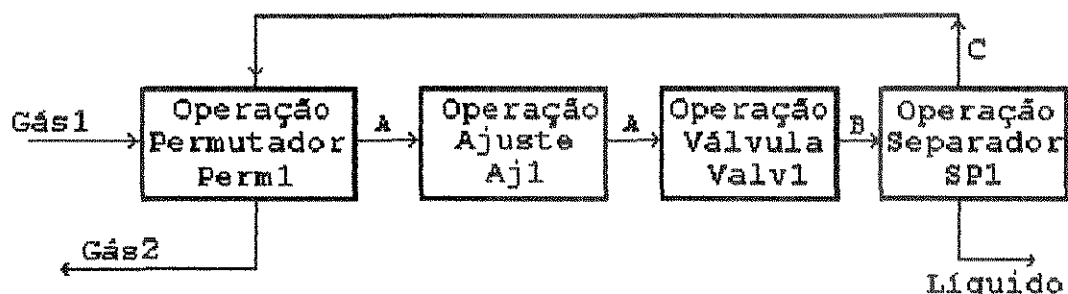 C
Gás1
Operação
Permutador
Perm1
A
Operação
Ajuste
Aj1
A
Operação
Válvula
Valv1
B
Operação
Separador
SP1
Gás2
Líquido